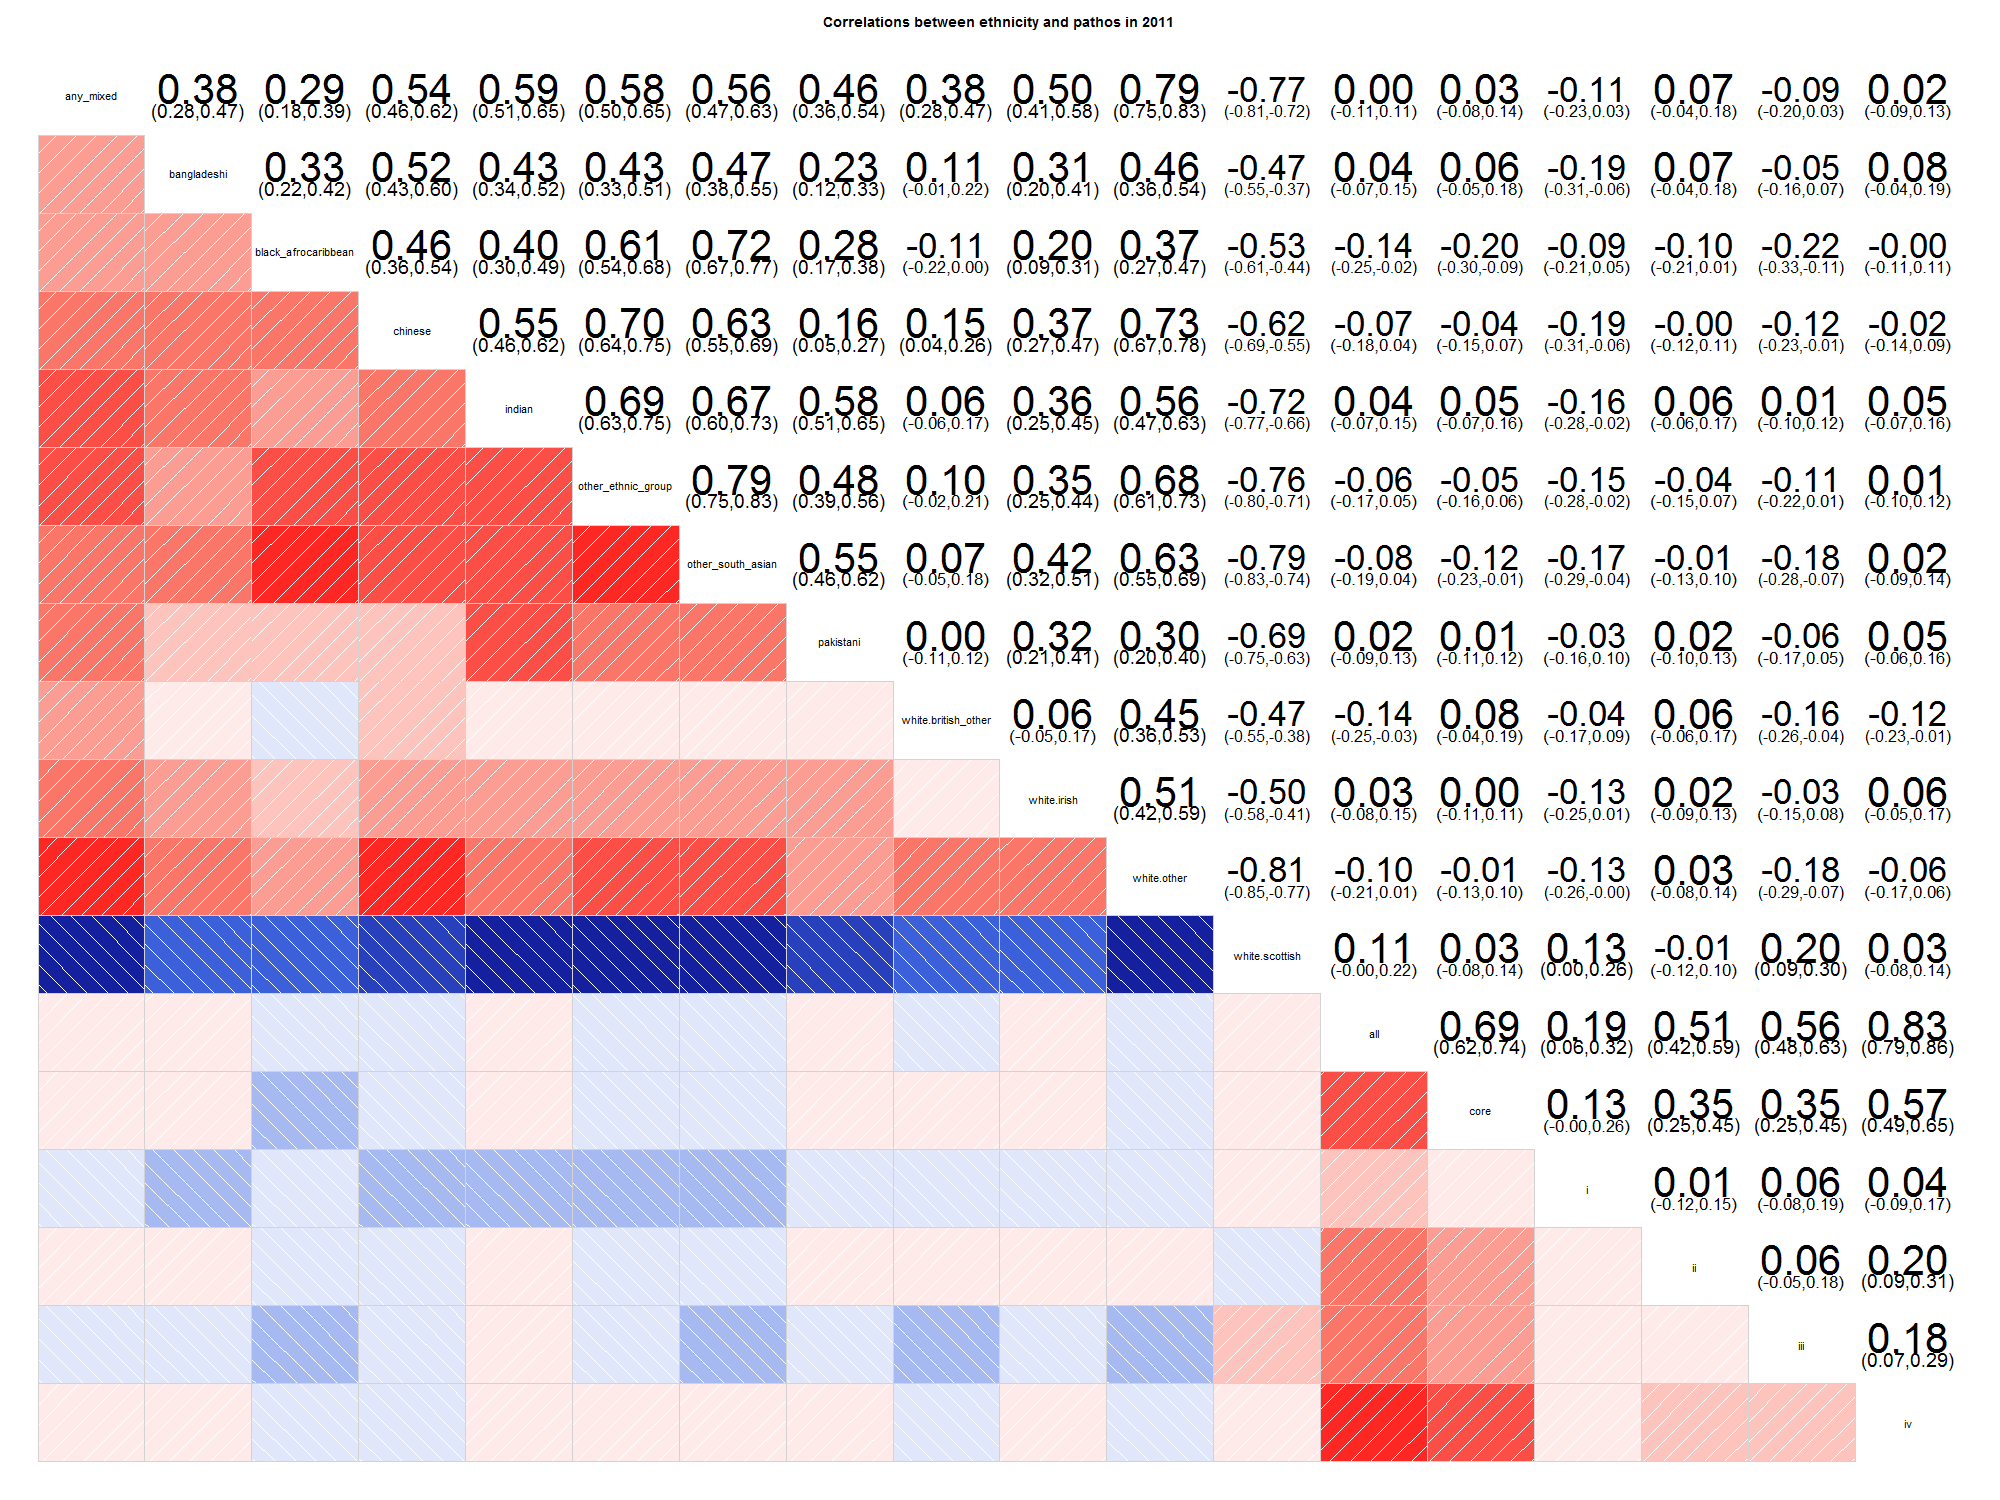 Correlations between ethnicity and pathos in 2011
any_mixed 0.38 0.29 0.54 0.59 0.58 0.56 0.46 0.38 0.50 0.79 -0.77 0.00 0.03 -0.11 0.07 -0.09 0.02
(0.28,0.47) (0.18,0.39) (0.46,0.62) (0.51,0.65) (0.50,0.65) (0.47,0.63) (0.36,0.54) (0.28,0.47) (0.41,0.58) (0.75,0.83) (-0.81,-0.72) (-0.11,0.11) (-0.08,0.14) (-0.23,0.03) (-0.04,0.18) (-0.20,0.03) (-0.09,0.13)
bangladeshi 0.33 0.52 0.43 0.43 0.47 0.23 0.11 0.31 0.46 -0.47 0.04 0.06 -0.19 0.07 -0.05 0.08
(0.22,0.42) (0.43,0.60) (0.34,0.52) (0.33,0.51) (0.38,0.55) (0.12,0.33) (-0.01,0.22) (0.20,0.41) (0.36,0.54) (-0.55,-0.37) (-0.07,0.15) (-0.05,0.18) (-0.31,-0.06) (-0.04,0.18) (-0.16,0.07) (-0.04,0.19)
black_afrocaribbean 0.46 0.40 0.61 0.72 0.28 -0.11 0.20 0.37 -0.53 -0.14 -0.20 -0.09 -0.10 -0.22 -0.00
(0.36,0.54) (0.30,0.49) (0.54,0.68) (0.67,0.77) (0.17,0.38) (-0.22,0.00) (0.09,0.31) (0.27,0.47) (-0.61,-0.44) (-0.25,-0.02) (-0.30,-0.09) (-0.21,0.05) (-0.21,0.01) (-0.33,-0.11) (-0.11,0.11)
chinese 0.55 0.70 0.63 0.16 0.15 0.37 0.73 -0.62 -0.07 -0.04 -0.19 -0.00 -0.12 -0.02
(0.46,0.62) (0.64,0.75) (0.55,0.69) (0.05,0.27) (0.04,0.26) (0.27,0.47) (0.67,0.78) (-0.69,-0.55) (-0.18,0.04) (-0.15,0.07) (-0.31,-0.06) (-0.12,0.11) (-0.23,-0.01) (-0.14,0.09)
indian 0.69 0.67 0.58 0.06 0.36 0.56 -0.72 0.04 0.05 -0.16 0.06 0.01 0.05
(0.63,0.75) (0.60,0.73) (0.51,0.65) (-0.06,0.17) (0.25,0.45) (0.47,0.63) (-0.77,-0.66) (-0.07,0.15) (-0.07,0.16) (-0.28,-0.02) (-0.06,0.17) (-0.10,0.12) (-0.07,0.16)
other_ethnic_group 0.79 0.48 0.10 0.35 0.68 -0.76 -0.06 -0.05 -0.15 -0.04 -0.11 0.01
(0.75,0.83) (0.39,0.56) (-0.02,0.21) (0.25,0.44) (0.61,0.73) (-0.80,-0.71) (-0.17,0.05) (-0.16,0.06) (-0.28,-0.02) (-0.15,0.07) (-0.22,0.01) (-0.10,0.12)
other_south_asian 0.55 0.07 0.42 0.63 -0.79 -0.08 -0.12 -0.17 -0.01 -0.18 0.02
(0.46,0.62) (-0.05,0.18) (0.32,0.51) (0.55,0.69) (-0.83,-0.74) (-0.19,0.04) (-0.23,-0.01) (-0.29,-0.04) (-0.13,0.10) (-0.28,-0.07) (-0.09,0.14)
pakistani 0.00 0.32 0.30 -0.69 0.02 0.01 -0.03 0.02 -0.06 0.05
(-0.11,0.12) (0.21,0.41) (0.20,0.40) (-0.75,-0.63) (-0.09,0.13) (-0.11,0.12) (-0.16,0.10) (-0.10,0.13) (-0.17,0.05) (-0.06,0.16)
white.british_other 0.06 0.45 -0.47 -0.14 0.08 -0.04 0.06 -0.16 -0.12
(-0.05,0.17) (0.36,0.53) (-0.55,-0.38) (-0.25,-0.03) (-0.04,0.19) (-0.17,0.09) (-0.06,0.17) (-0.26,-0.04) (-0.23,-0.01)
white.irish 0.51 -0.50 0.03 0.00 -0.13 0.02 -0.03 0.06
(0.42,0.59) (-0.58,-0.41) (-0.08,0.15) (-0.11,0.11) (-0.25,0.01) (-0.09,0.13) (-0.15,0.08) (-0.05,0.17)
white.other -0.81 -0.10 -0.01 -0.13 0.03 -0.18 -0.06
(-0.85,-0.77) (-0.21,0.01) (-0.13,0.10) (-0.26,-0.00) (-0.08,0.14) (-0.29,-0.07) (-0.17,0.06)
white.scottish 0.11 0.03 0.13 -0.01 0.20 0.03
(-0.00,0.22) (-0.08,0.14) (0.00,0.26) (-0.12,0.10) (0.09,0.30) (-0.08,0.14)
all 0.69 0.19 0.51 0.56 0.83
(0.62,0.74) (0.06,0.32) (0.42,0.59) (0.48,0.63) (0.79,0.86)
core 0.13 0.35 0.35 0.57
(-0.00,0.26) (0.25,0.45) (0.25,0.45) (0.49,0.65)
i 0.01 0.06 0.04
(-0.12,0.15) (-0.08,0.19) (-0.09,0.17)
ii 0.06 0.20
(-0.05,0.18) (0.09,0.31)
iii 0.18
(0.07,0.29)
iv